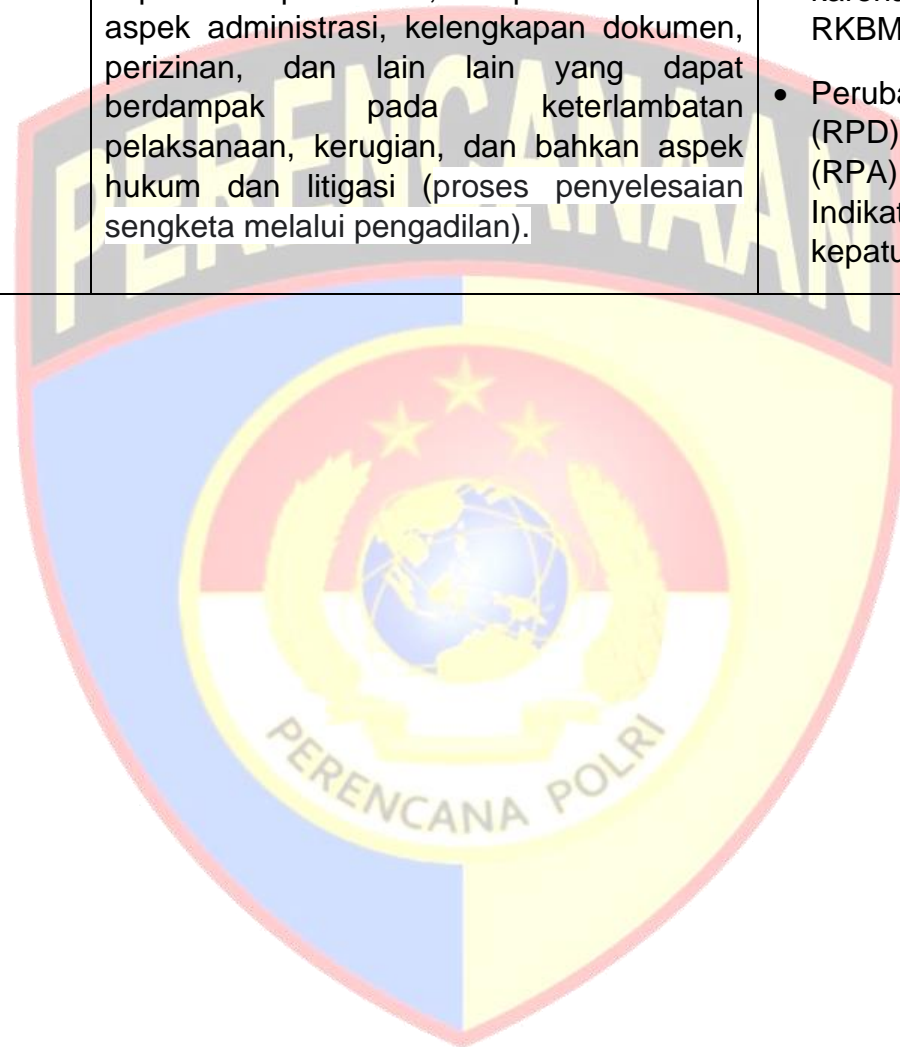 aspek administrasi, kelengkapan dokumen,
perizinan, dan lain lain yang dapat
berdampak pada keterlambatan
pelaksanaan, kerugian, dan bahkan aspek
hukum dan litigasi (proses penyelesaian
sengketa melalui pengadilan).
RKBM
• Peruba
(RPD)
(RPA)
Indikat
kepatu
PERENCANAAN
PERENCANA POLRI